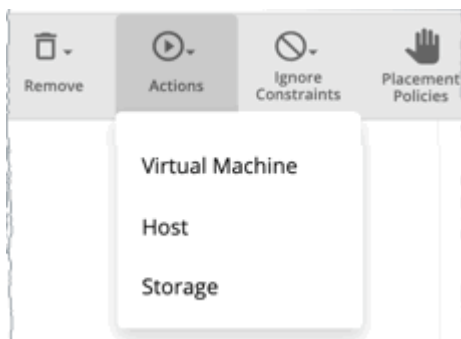 Remove
Actions
Ignore
Constraints
Placement
Policies
Virtual Machine
Host
Storage